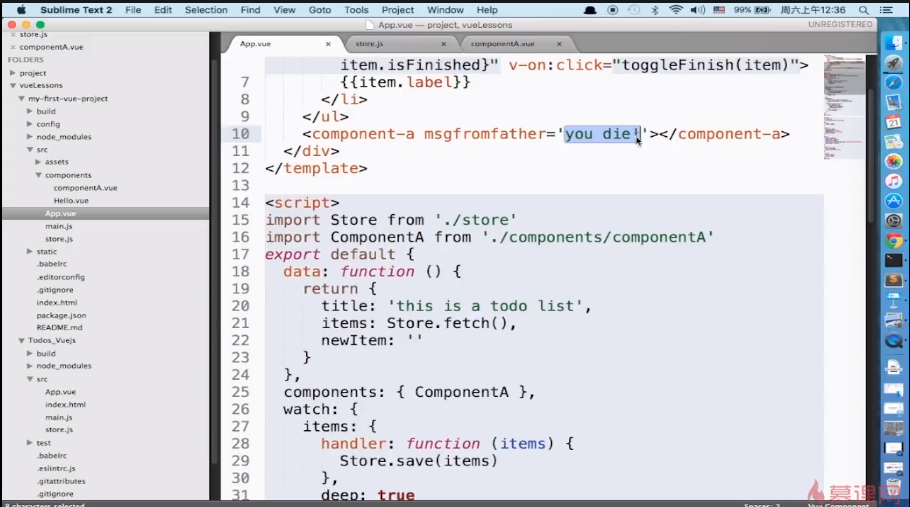 Sublime Text 2 File Edit Selection Find View Goto Tools Project Window Help 99% 周六上午12:36
App.vue — project, vueLessons UNREGISTERED
store.js
componentA.vue
FOLDERS
project
vueLessons
my-first-vue-project
build
config
node_modules
src
assets
components
componentA.vue
Hello.vue
App.vue
main.js
store.js
static
.babelrc
.editorconfig
.gitignore
index.html
package.json
README.md
Todos_Vuejs
build
node_modules
src
App.vue
index.html
main.js
store.js
test
.babelrc
.eslintrc.js
.gitattributes
.gitignore
App.vue × store.js × componentA.vue ×
item.isFinished}" v-on:click="toggleFinish(item)">
7 {{item.label}}
8 </li>
9 </ul>
10 <component-a msgfromfather='you die!'></component-a>
11 </div>
12 </template>
13
14 <script>
15 import Store from './store'
16 import ComponentA from './components/componentA'
17 export default {
18 data: function () {
19 return {
20 title: 'this is a todo list',
21 items: Store.fetch(),
22 newItem: ''
23 }
24 },
25 components: { ComponentA },
26 watch: {
27 items: {
28 handler: function (items) {
29 Store.save(items)
30 },
31 deep: true
8 characters selected Spaces: 2 Vue Component
慕课网